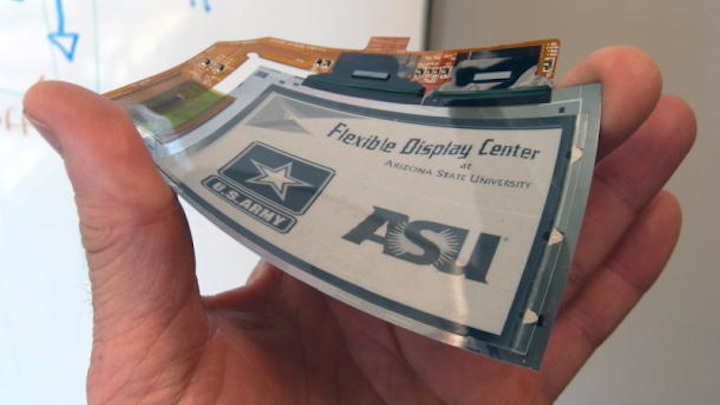 Flexible Display Center
at
ARIZONA STATE UNIVERSITY
U.S.ARMY
ASU